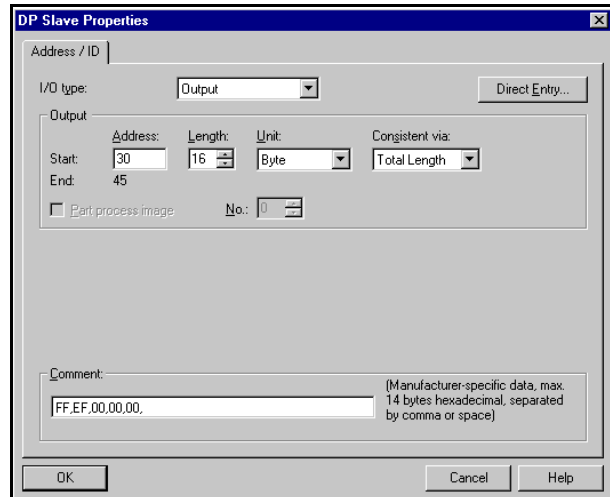 DP Slave Properties
Address / ID
I/O type: Output Direct Entry...
Output
Address: Length: Unit: Consistent via:
Start: 30 16 Byte Total Length
End: 45
Part process image No.: 0
Comment:
FF,EF,00,00,00,
(Manufacturer-specific data, max.
14 bytes hexadecimal, separated
by comma or space)
OK Cancel Help